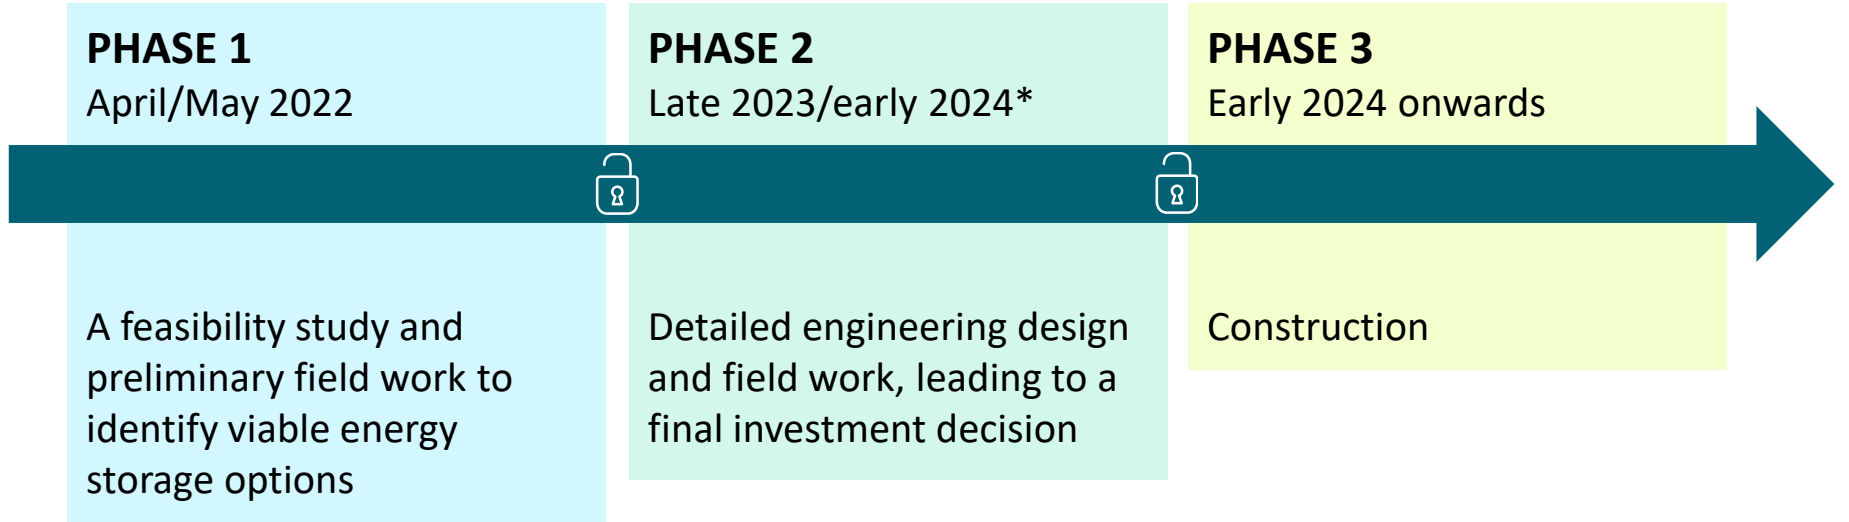 PHASE 1
April/May 2022
A feasibility study and
preliminary field work to
identify viable energy
storage options
PHASE 2
Late 2023/early 2024*
Detailed engineering design
and field work, leading to a
final investment decision
PHASE 3
Early 2024 onwards
Construction